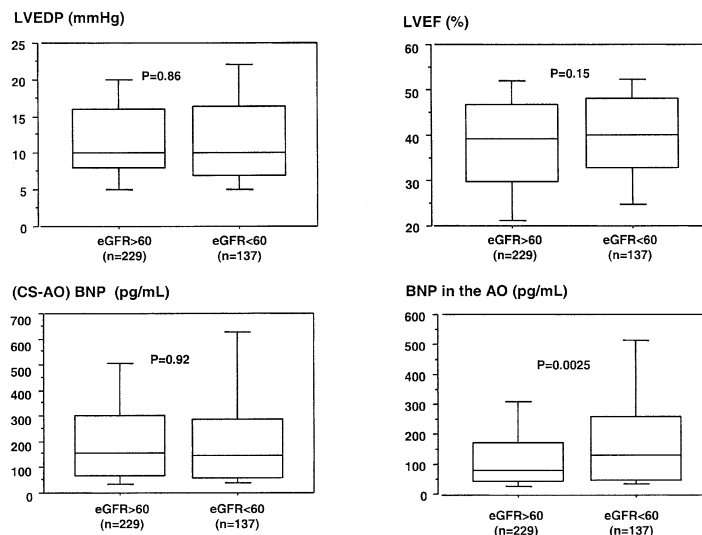 LVEDP (mmHg)
25
20
15
10
5
0
P=0.86
eGFR>60
(n=229)
eGFR<60
(n=137)
LVEF (%)
60
50
40
30
20
P=0.15
eGFR>60
(n=229)
eGFR<60
(n=137)
(CS-AO) BNP (pg/mL)
700
600
500
400
300
200
100
0
P=0.92
eGFR>60
(n=229)
eGFR<60
(n=137)
BNP in the AO (pg/mL)
600
500
400
300
200
100
0
P=0.0025
eGFR>60
(n=229)
eGFR<60
(n=137)